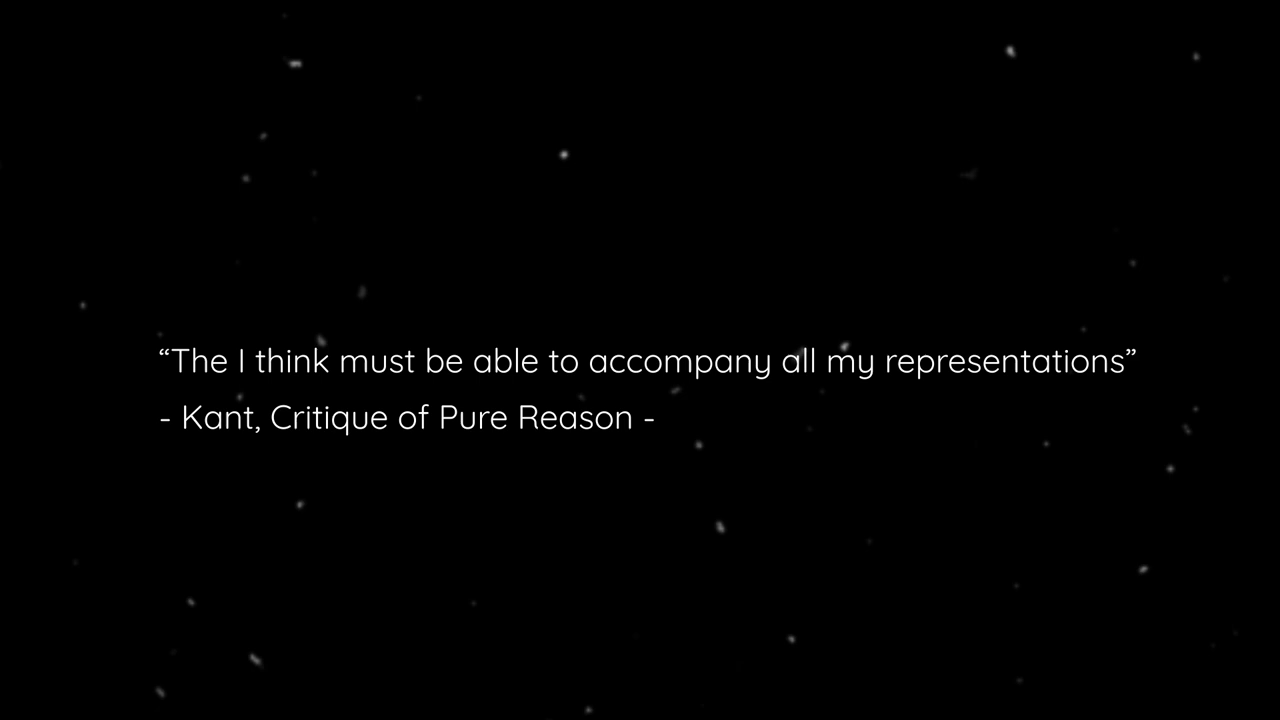 “The I think must be able to accompany all my representations”
- Kant, Critique of Pure Reason -